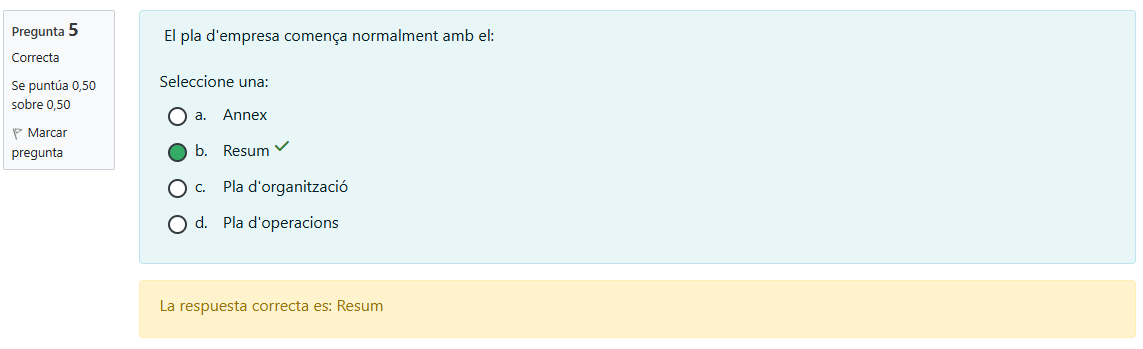 Pregunta 5
Correcta
Se puntúa 0,50
sobre 0,50
Marcar
pregunta
El pla d'empresa comença normalment amb el:
Seleccione una:
a. Annex
b. Resum
c. Pla d'organització
d. Pla d'operacions
La respuesta correcta es: Resum